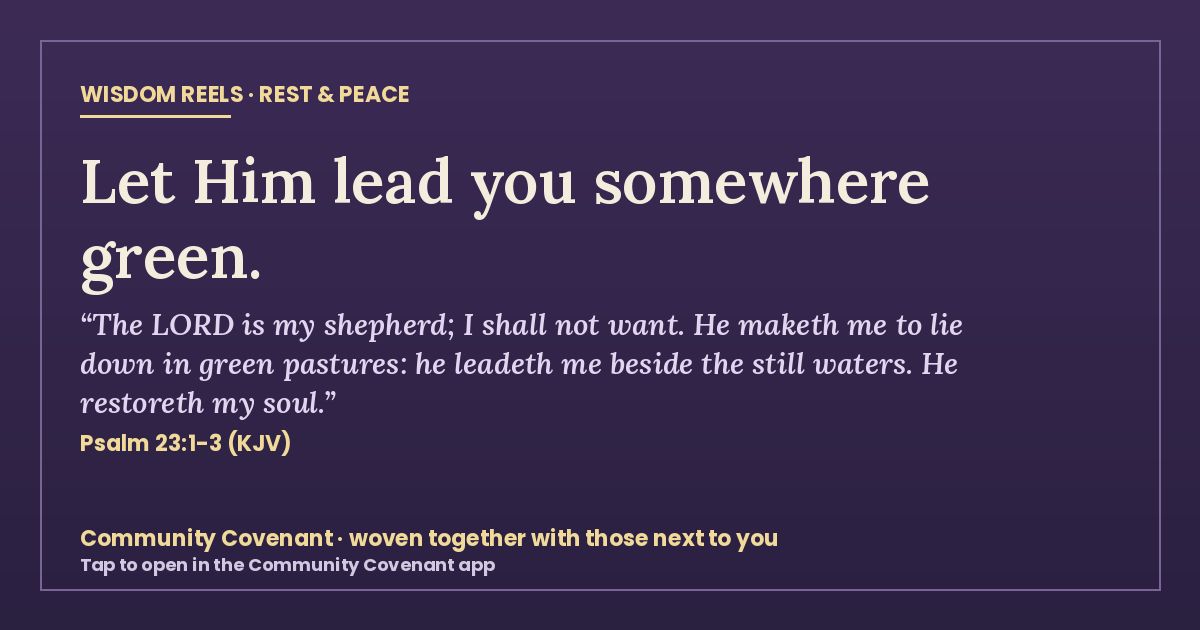 WISDOM REELS · REST & PEACE
Let Him lead you somewhere
green.
“The LORD is my shepherd; I shall not want. He maketh me to lie
down in green pastures: he leadeth me beside the still waters. He
restoreth my soul.”
Psalm 23:1–3 (KJV)
Community Covenant · woven together with those next to you
Tap to open in the Community Covenant app